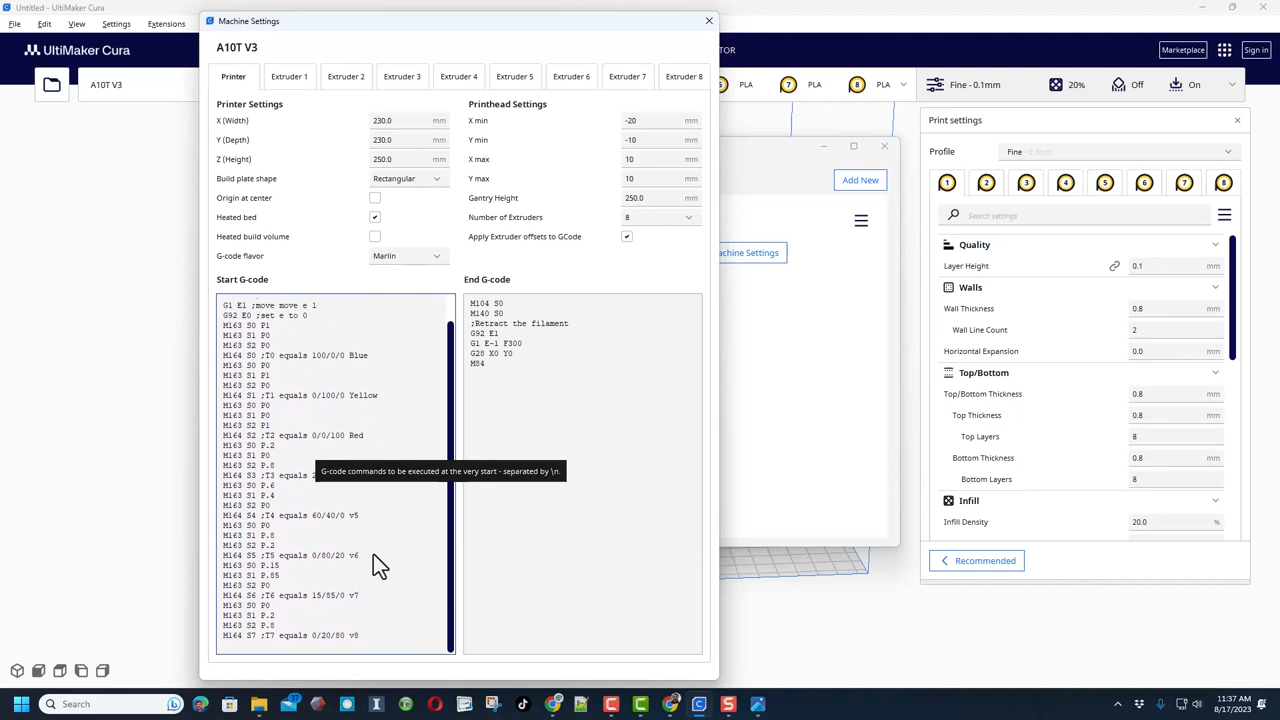 Untitled - UltiMaker Cura
File Edit View Settings Extensions
UltiMaker Cura
Marketplace
Sign in
A10T V3
PLA
PLA
PLA
Fine - 0.1mm
20%
Off
On
Machine Settings
A10T V3
Printer
Extruder 1
Extruder 2
Extruder 3
Extruder 4
Extruder 5
Extruder 6
Extruder 7
Extruder 8
Printer Settings
X (Width) 230.0 mm
Y (Depth) 230.0 mm
Z (Height) 250.0 mm
Build plate shape Rectangular
Origin at center
Heated bed
Heated build volume
G-code flavor Marlin
Printhead Settings
X min -20 mm
Y min -10 mm
X max 10 mm
Y max 10 mm
Gantry Height 250.0 mm
Number of Extruders 8
Apply Extruder offsets to GCode
Start G-code
G1 E1 ;move move e 1
G92 E0 ;set e to 0
M163 S0 P1
M163 S1 P0
M163 S2 P0
M164 S0 ;T0 equals 100/0/0 Blue
M163 S0 P0
M163 S1 P1
M163 S2 P0
M164 S1 ;T1 equals 0/100/0 Yellow
M163 S0 P0
M163 S1 P0
M163 S2 P1
M164 S2 ;T2 equals 0/0/100 Red
M163 S0 P.2
M163 S1 P0
M163 S2 P.8
M164 S3 ;T3 equals
M163 S0 P.6
M163 S1 P.4
M163 S2 P0
M164 S4 ;T4 equals 60/40/0 v5
M163 S0 P0
M163 S1 P.8
M163 S2 P.2
M164 S5 ;T5 equals 0/80/20 v6
M163 S0 P.15
M163 S1 P.85
M163 S2 P0
M164 S6 ;T6 equals 15/85/0 v7
M163 S0 P0
M163 S1 P.2
M163 S2 P.8
M164 S7 ;T7 equals 0/20/80 v8
G-code commands to be executed at the very start - separated by \n.
End G-code
M104 S0
M140 S0
;Retract the filament
G92 E1
G1 E-1 F300
G28 X0 Y0
M84
Add New
Machine Settings
Print settings
Profile Fine - 0.1mm
1 2 3 4 5 6 7 8
Search settings
Quality
Layer Height 0.1 mm
Walls
Wall Thickness 0.8 mm
Wall Line Count 2
Horizontal Expansion 0.0 mm
Top/Bottom
Top/Bottom Thickness 0.8 mm
Top Thickness 0.8 mm
Top Layers 8
Bottom Thickness 0.8 mm
Bottom Layers 8
Infill
Infill Density 20.0 %
Recommended
Search
11:37 AM
8/17/2023